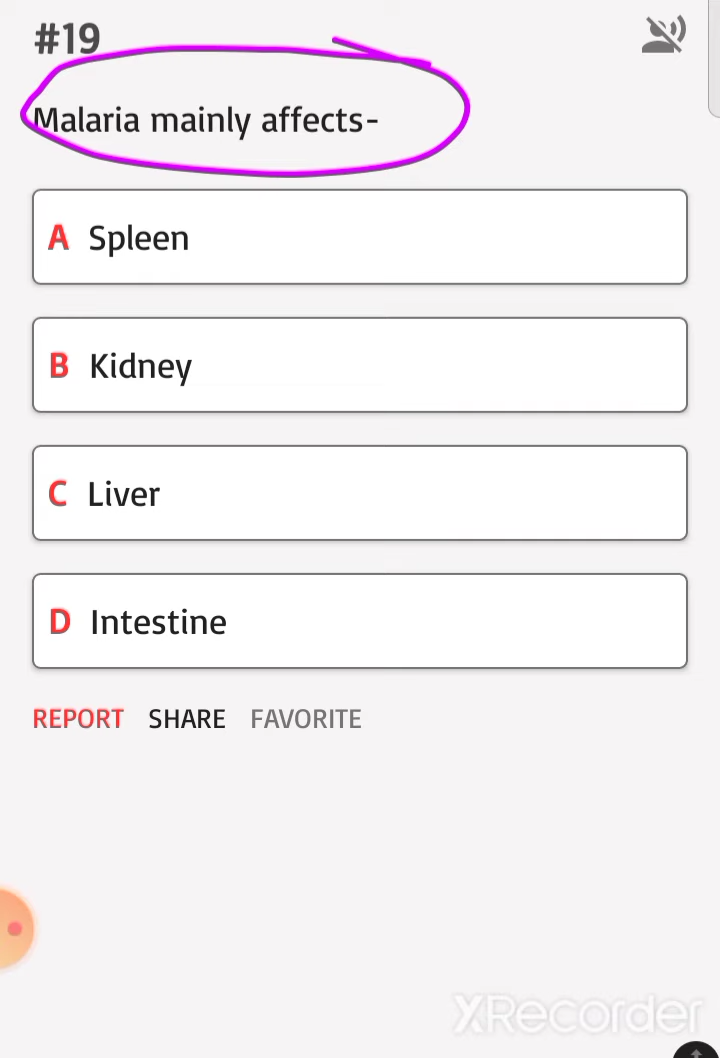 #19
Malaria mainly affects-
A Spleen
B Kidney
C Liver
D Intestine
REPORT SHARE FAVORITE
XRecorder